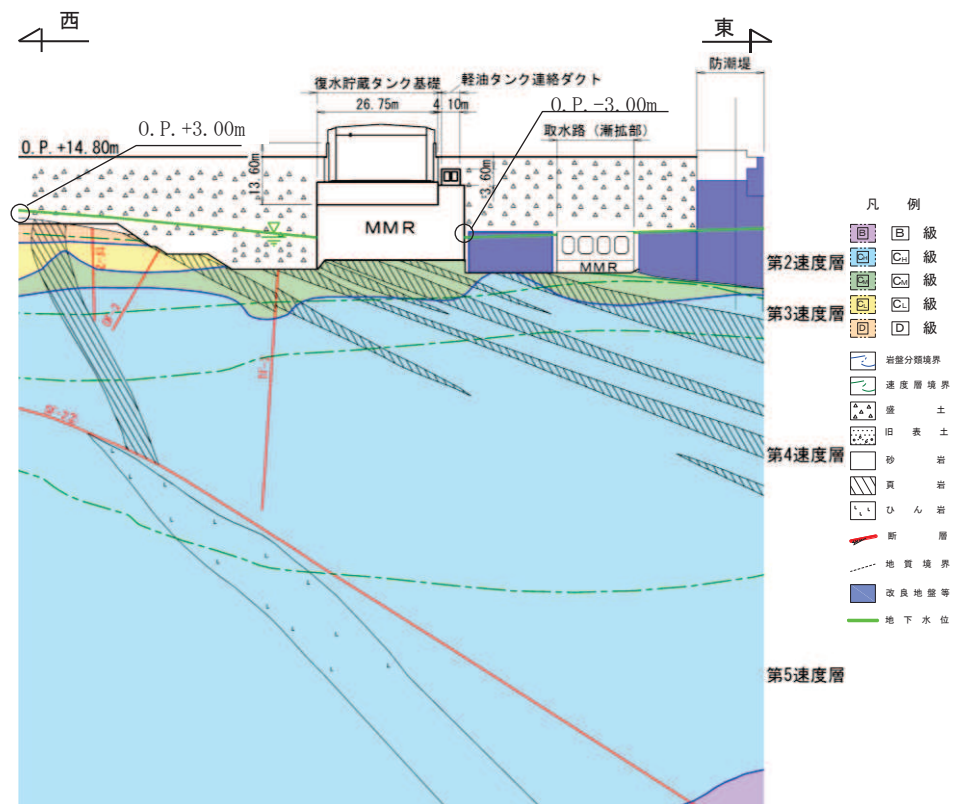 西
東
防潮堤
復水貯蔵タンク基礎
軽油タンク連絡ダクト
26.75m
4.10m
O.P.-3.00m
取水路（漸拡部）
O.P.+3.00m
O.P.+14.80m
13.60m
3.60m
MMR
MMR
第2速度層
第3速度層
第4速度層
第5速度層
SF-22
凡 例
B B 級
CH CH 級
CM CM 級
CL CL 級
D D 級
岩盤分類境界
速度層境界
盛 土
旧 表 土
砂 岩
頁 岩
ひ ん 岩
断 層
地 質 境 界
改 良 地 盤 等
地 下 水 位